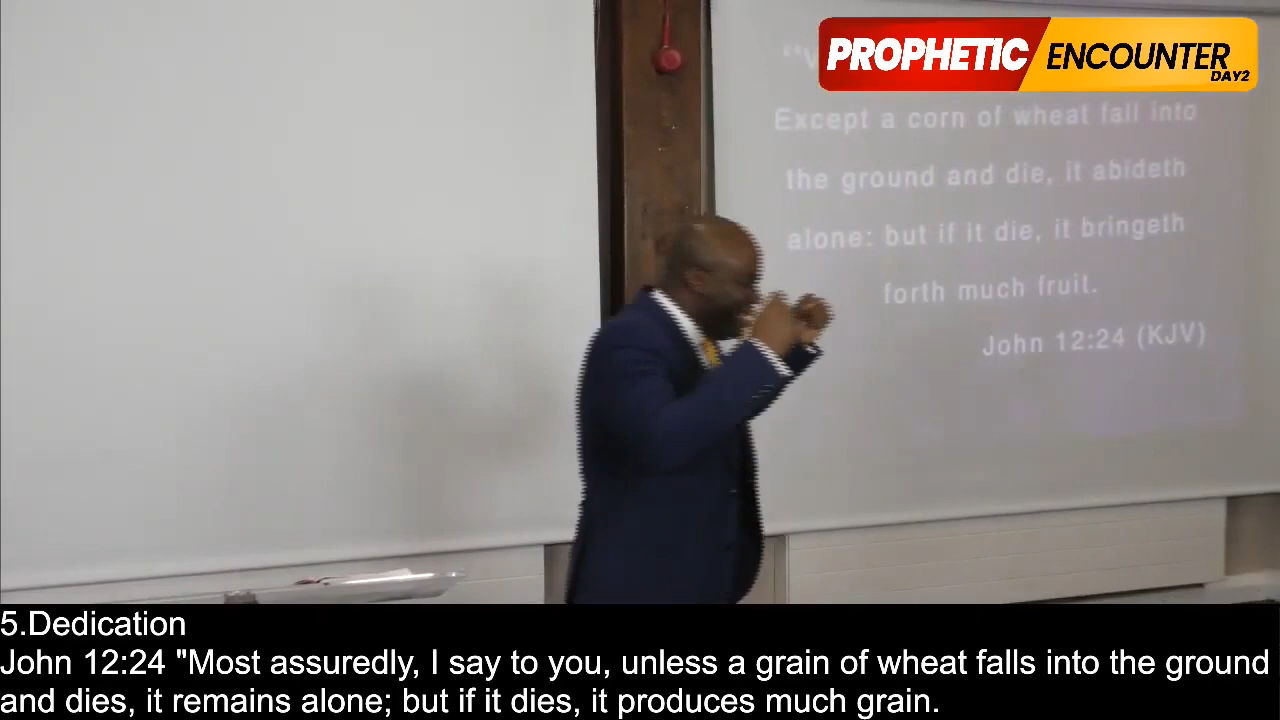 PROPHETIC ENCOUNTER
DAY2
Except a corn of wheat fall into
the ground and die, it abideth
alone: but if it die, it bringeth
forth much fruit.
John 12:24 (KJV)
5.Dedication
John 12:24 "Most assuredly, I say to you, unless a grain of wheat falls into the ground
and dies, it remains alone; but if it dies, it produces much grain.